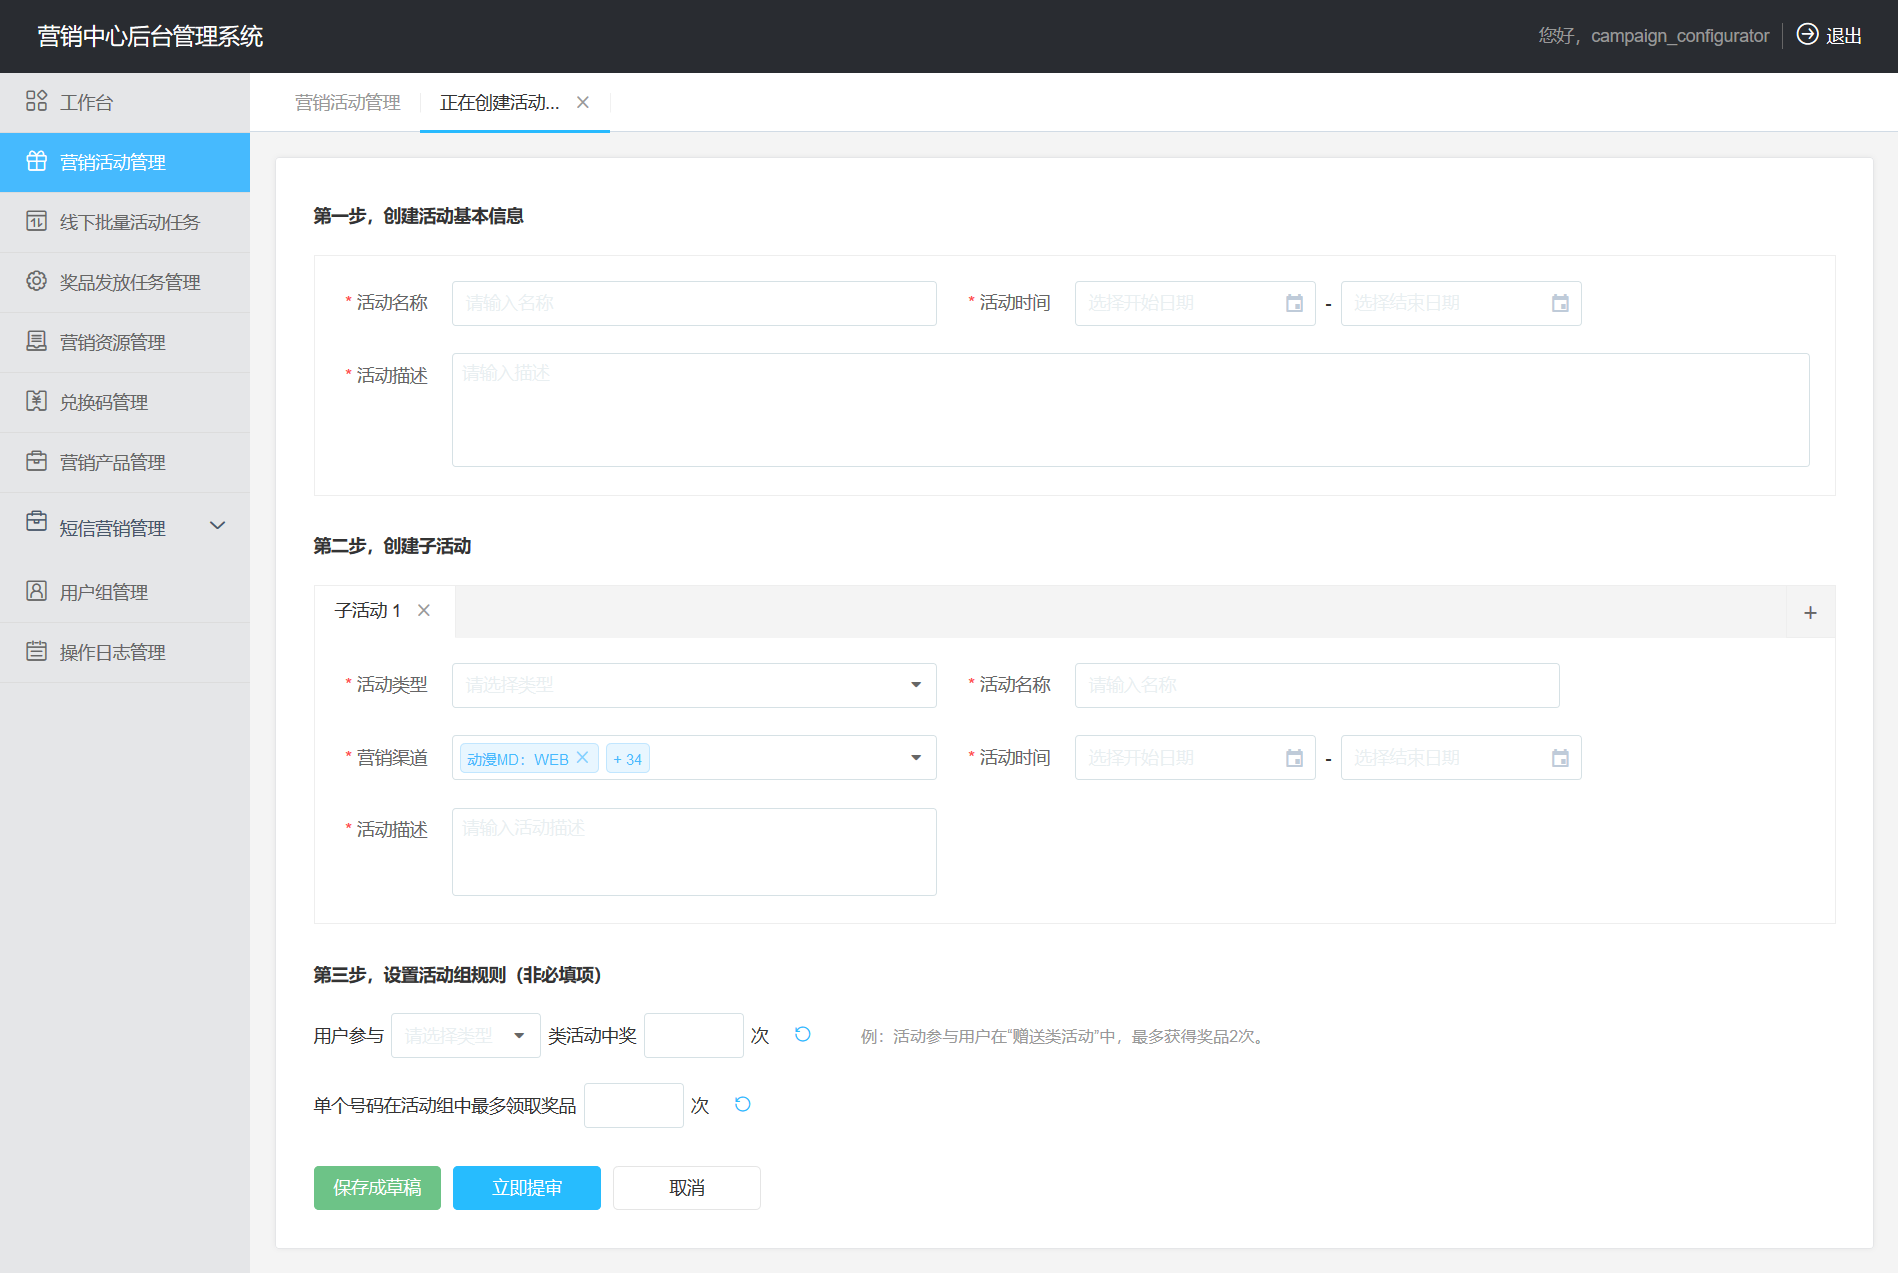 营销中心后台管理系统
您好，campaign_configurator 退出
工作台
营销活动管理
线下批量活动任务
奖品发放任务管理
营销资源管理
兑换码管理
营销产品管理
短信营销管理
用户组管理
操作日志管理
营销活动管理 正在创建活动...
第一步，创建活动基本信息
* 活动名称 请输入名称 * 活动时间 选择开始日期 - 选择结束日期
* 活动描述 请输入描述
第二步，创建子活动
子活动 1 +
* 活动类型 请选择类型 * 活动名称 请输入名称
* 营销渠道 动漫MD：WEB + 34 * 活动时间 选择开始日期 - 选择结束日期
* 活动描述 请输入活动描述
第三步，设置活动组规则（非必填项）
用户参与 请选择类型 类活动中奖 次 例：活动参与用户在“赠送类活动”中，最多获得奖品2次。
单个号码在活动组中最多领取奖品 次
保存成草稿 立即提审 取消